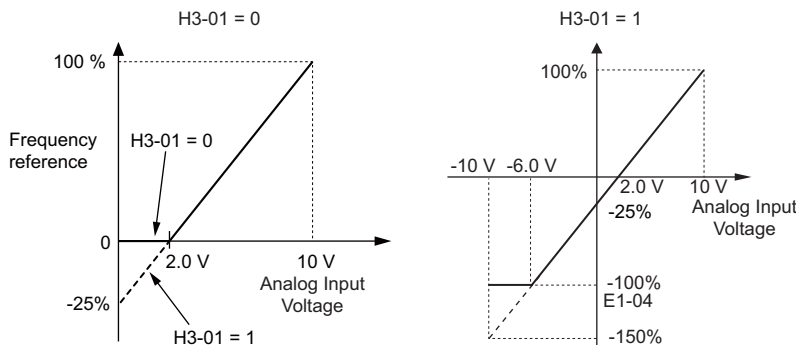 H3-01 = 0
100 %
Frequency
reference
H3-01 = 0
0
2.0 V
10 V
Analog Input
Voltage
-25%
H3-01 = 1
H3-01 = 1
100%
-10 V
-6.0 V
2.0 V
10 V
Analog Input
Voltage
-25%
-100%
E1-04
-150%